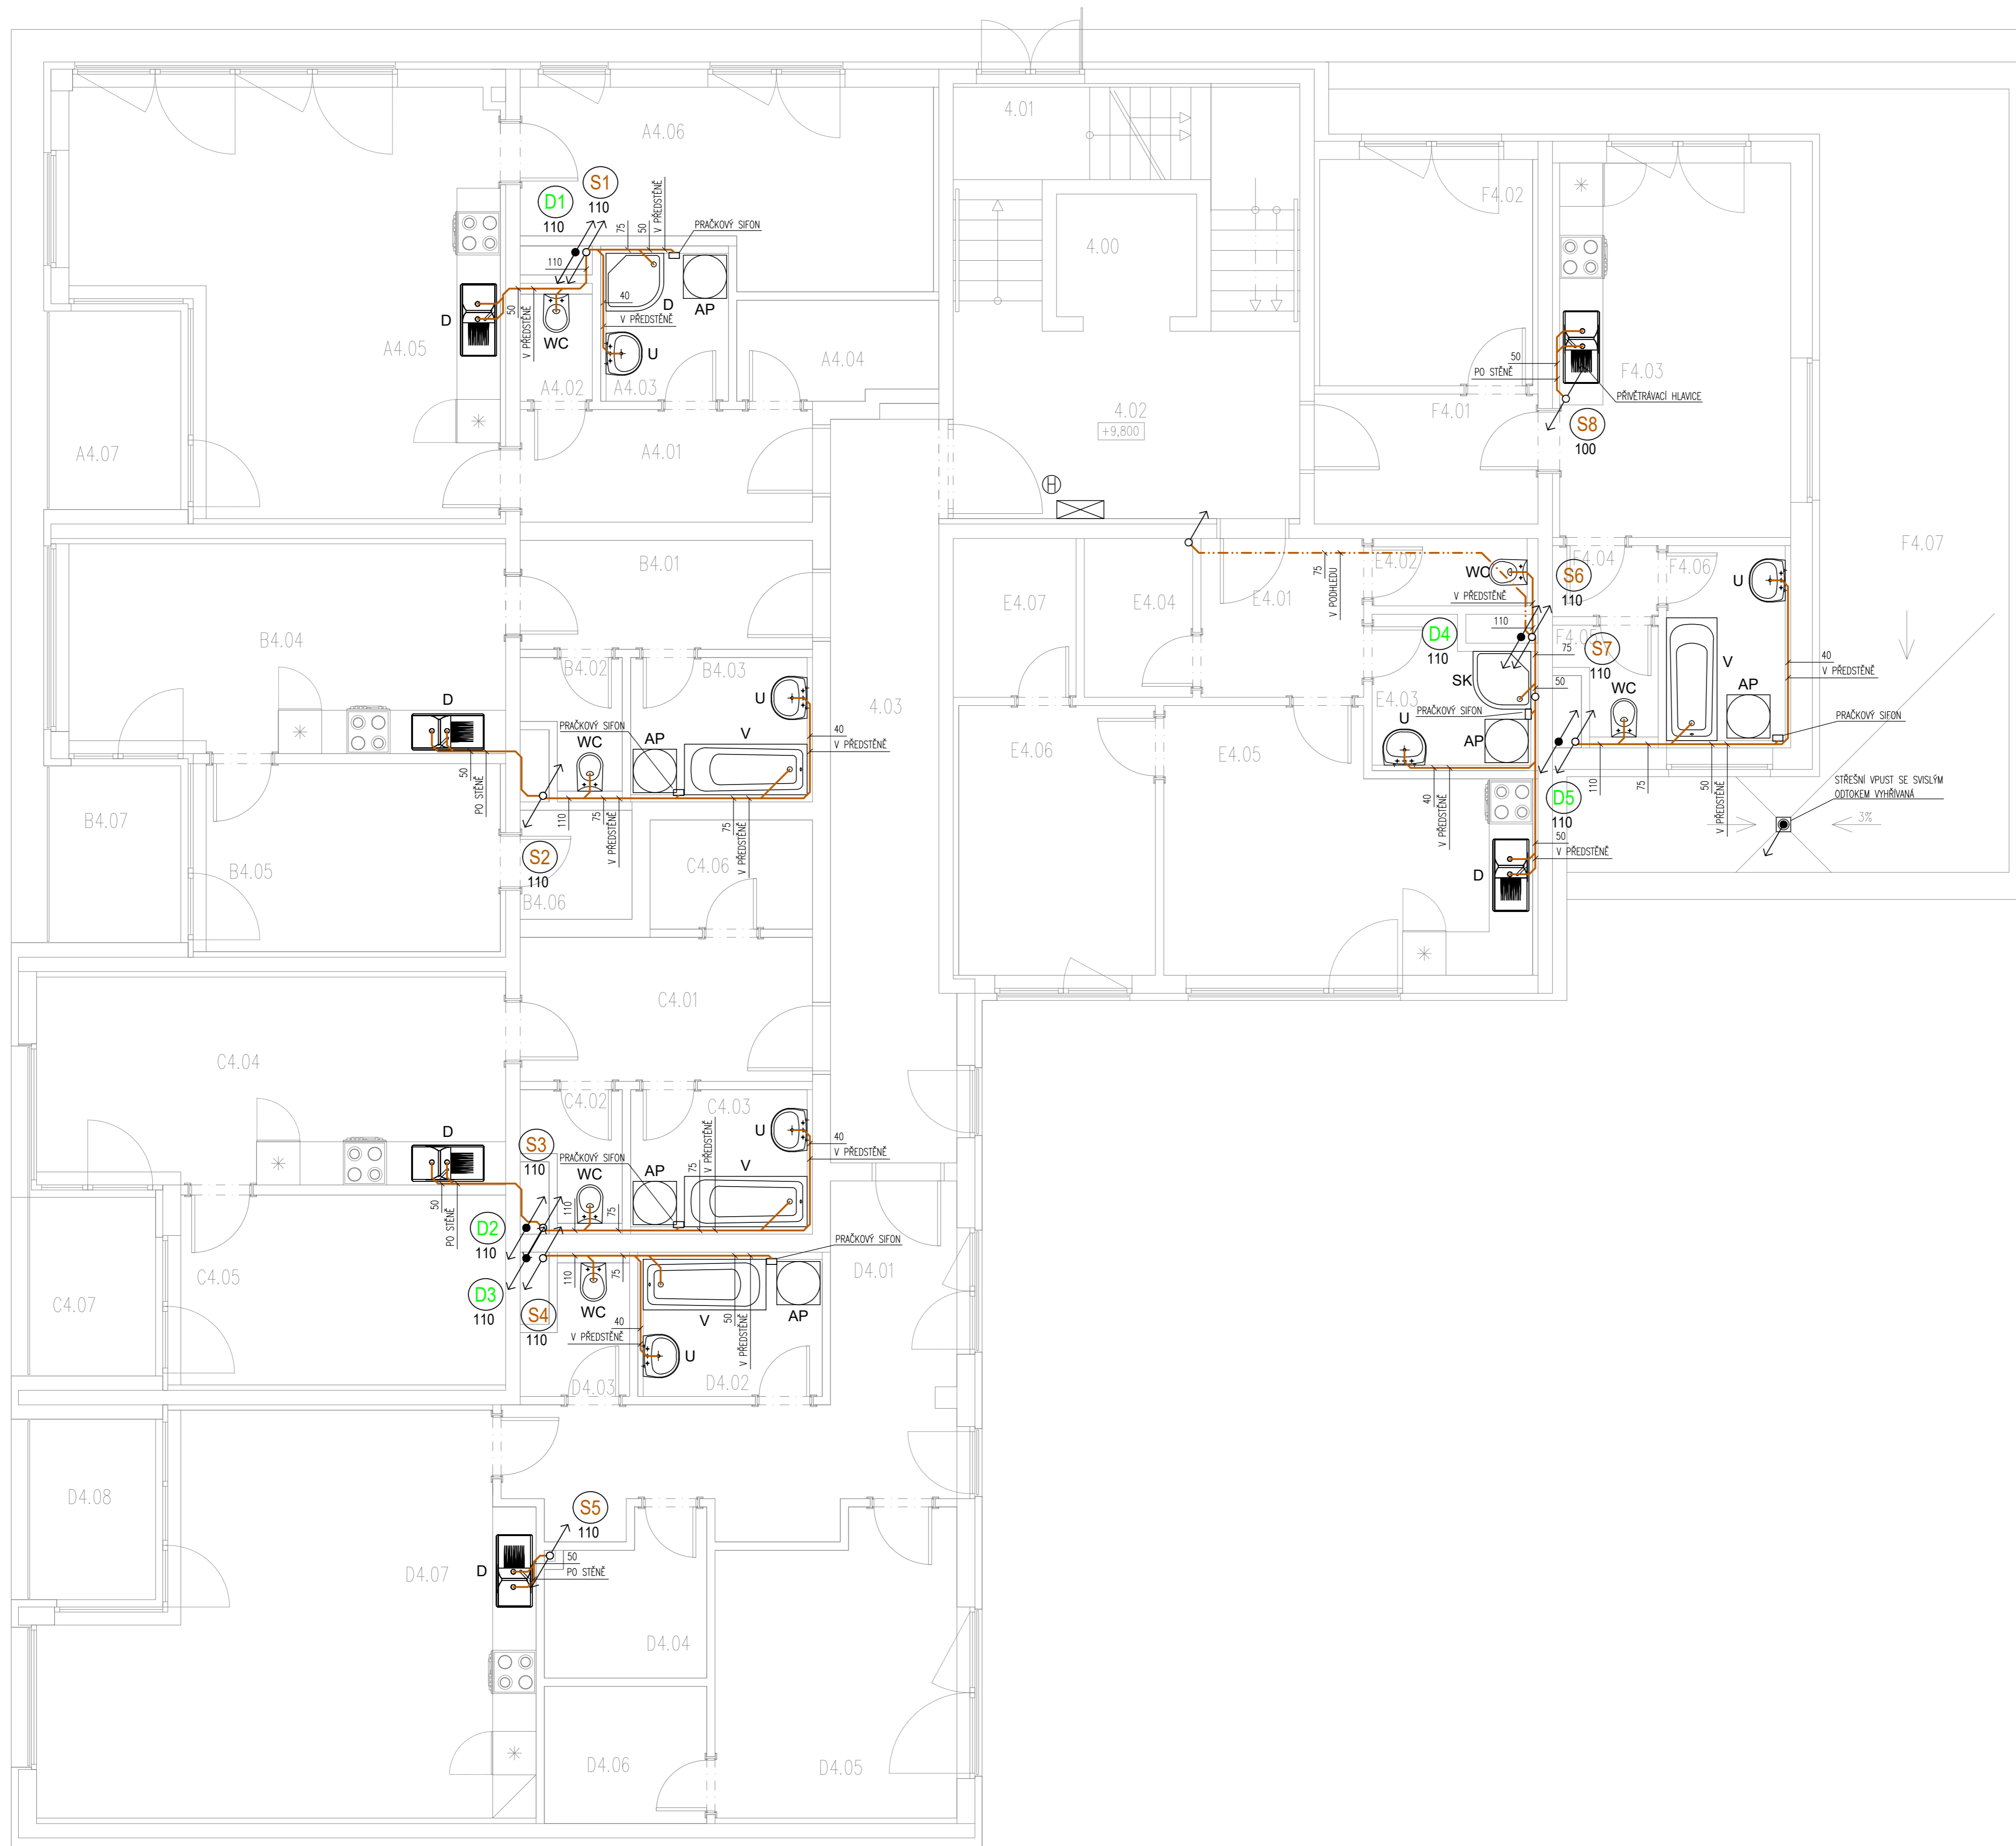 4.01
A4.06
S1
110
D1
110
75
50
V PŘEDSTĚNĚ
PRAČKOVÝ SIFON
110
40
V PŘEDSTĚNĚ
D
AP
50
V PŘEDSTĚNĚ
D
WC
U
A4.05
A4.02
A4.03
A4.04
A4.01
A4.07
4.00
4.02
+9,800
H
F4.02
F4.03
50
PO STĚNĚ
PŘIVĚTRÁVACÍ HLAVICE
F4.01
S8
100
F4.07
B4.01
B4.04
B4.02
B4.03
U
D
PRAČKOVÝ SIFON
WC
AP
V
40
V PŘEDSTĚNĚ
50
PO STĚNĚ
110
75
V PŘEDSTĚNĚ
75
V PŘEDSTĚNĚ
B4.07
B4.05
S2
110
B4.06
C4.06
4.03
E4.07
E4.04
E4.01
E4.02
75
V PODHLEDU
WC
V PŘEDSTĚNĚ
S6
110
D4
110
110
75
SK
50
E4.03
PRAČKOVÝ SIFON
U
AP
E4.06
E4.05
40
V PŘEDSTĚNĚ
50
V PŘEDSTĚNĚ
D
F4.04
F4.06
U
F4.05
S7
110
WC
V
AP
40
V PŘEDSTĚNĚ
PRAČKOVÝ SIFON
D5
110
110
75
50
V PŘEDSTĚNĚ
STŘEŠNÍ VPUST SE SVISLÝM
ODTOKEM VYHŘÍVANÁ
3%
C4.01
C4.04
C4.02
C4.03
U
D
S3
110
PRAČKOVÝ SIFON
WC
AP
75
V PŘEDSTĚNĚ
V
40
V PŘEDSTĚNĚ
50
PO STĚNĚ
110
75
D2
110
D3
110
S4
110
C4.05
C4.07
110
75
WC
40
V PŘEDSTĚNĚ
V
50
V PŘEDSTĚNĚ
AP
PRAČKOVÝ SIFON
U
D4.01
D4.03
D4.02
D4.08
S5
110
50
PO STĚNĚ
D
D4.07
D4.04
D4.06
D4.05